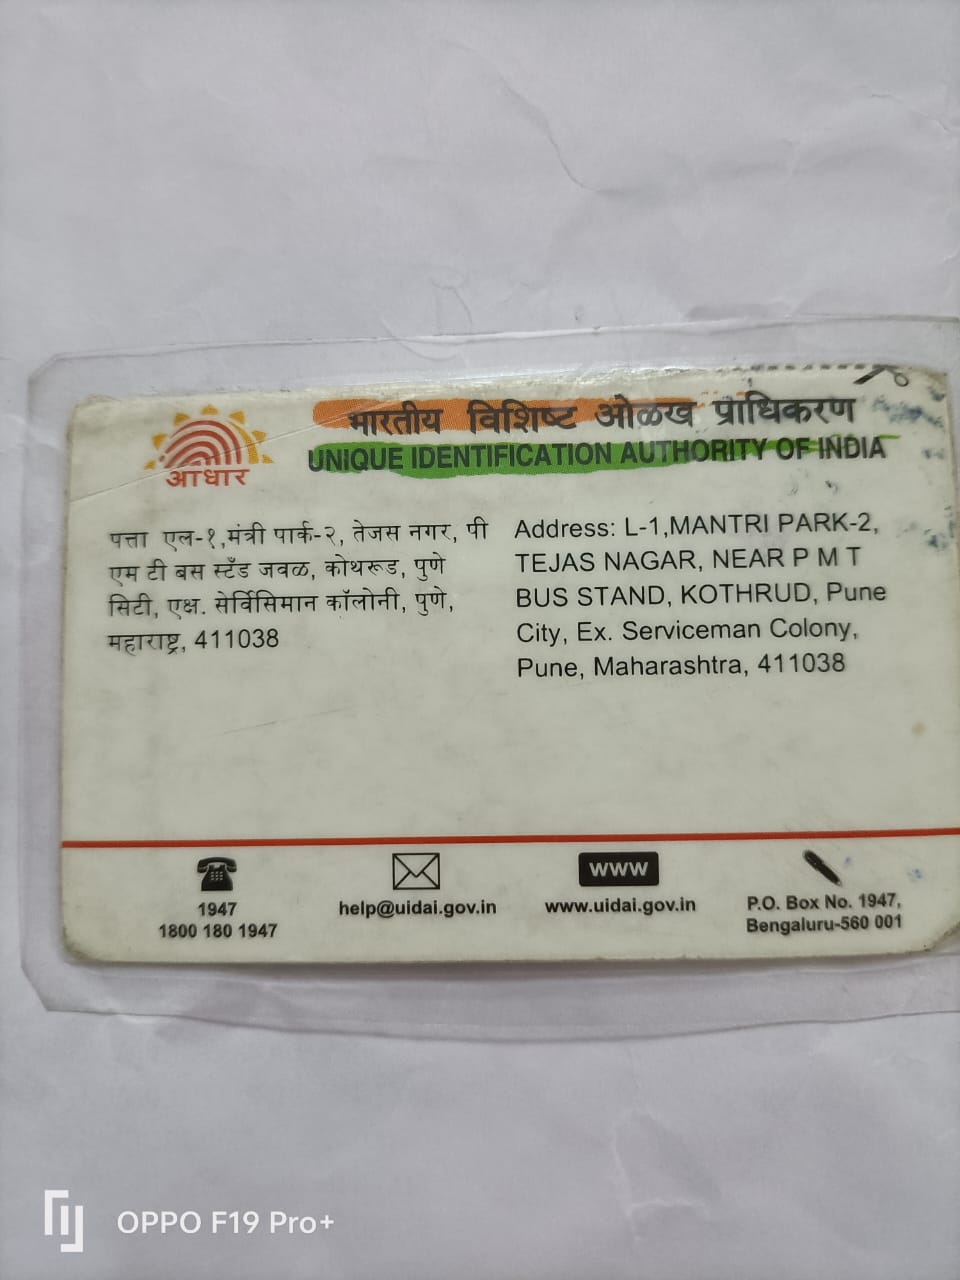 आधार
भारतीय विशिष्ट ओळख प्राधिकरण
UNIQUE IDENTIFICATION AUTHORITY OF INDIA
पत्ता एल-१,मंत्री पार्क-२, तेजस नगर, पी
एम टी बस स्टँड जवळ, कोथरूड, पुणे
सिटी, एक्ष. सेर्विसिमान कॉलोनी, पुणे,
महाराष्ट्र, 411038
Address: L-1,MANTRI PARK-2,
TEJAS NAGAR, NEAR P M T
BUS STAND, KOTHRUD, Pune
City, Ex. Serviceman Colony,
Pune, Maharashtra, 411038
1947
1800 180 1947
help@uidai.gov.in
www
www.uidai.gov.in
P.O. Box No. 1947,
Bengaluru-560 001
OPPO F19 Pro+